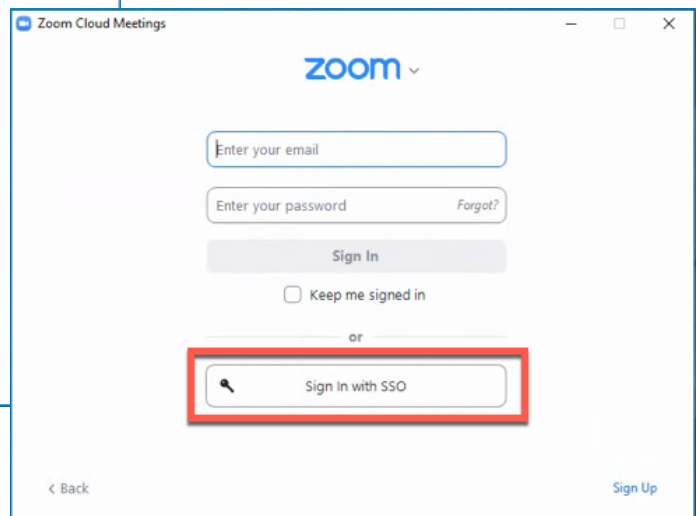 Zoom Cloud Meetings
zoom
Enter your email
Enter your password Forgot?
Sign In
Keep me signed in
or
Sign In with SSO
< Back Sign Up